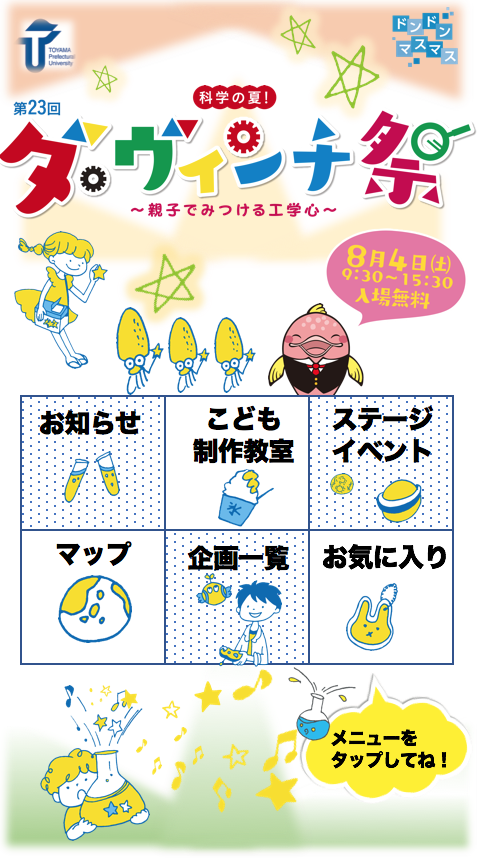 TOYAMA
Prefectural
University
ドンドン
マスマス
科学の夏!
第23回
ダ・ヴィンチ祭
～親子でみつける工学心～
8月4日(土)
9:30～15:30
入場無料
お知らせ
こども
制作教室
ステージ
イベント
氷
マップ
企画一覧
お気に入り
メニューを
タップしてね!